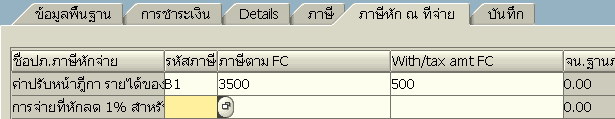 ข้อมูลพื้นฐาน การชำระเงิน Details ภาษี ภาษีหัก ณ ที่จ่าย บันทึก
ชื่อปภ.ภาษีหักจ่าย รหัสภาษี ภาษีตาม FC With/tax amt FC จน.ฐานภ
ค่าปรับหน้าฎีกา รายได้ของ B1 3500 500 0.00
การจ่ายที่หักลด 1% สำหรั 0.00